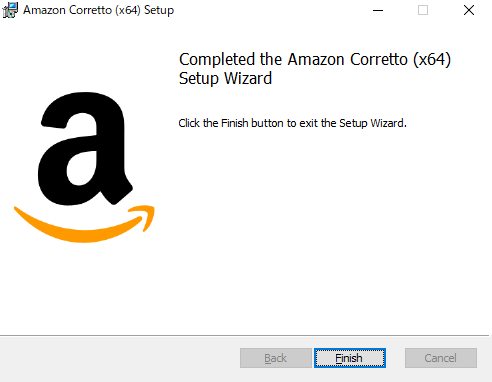 Amazon Corretto (x64) Setup
Completed the Amazon Corretto (x64)
Setup Wizard
Click the Finish button to exit the Setup Wizard.
a
Back
Finish
Cancel